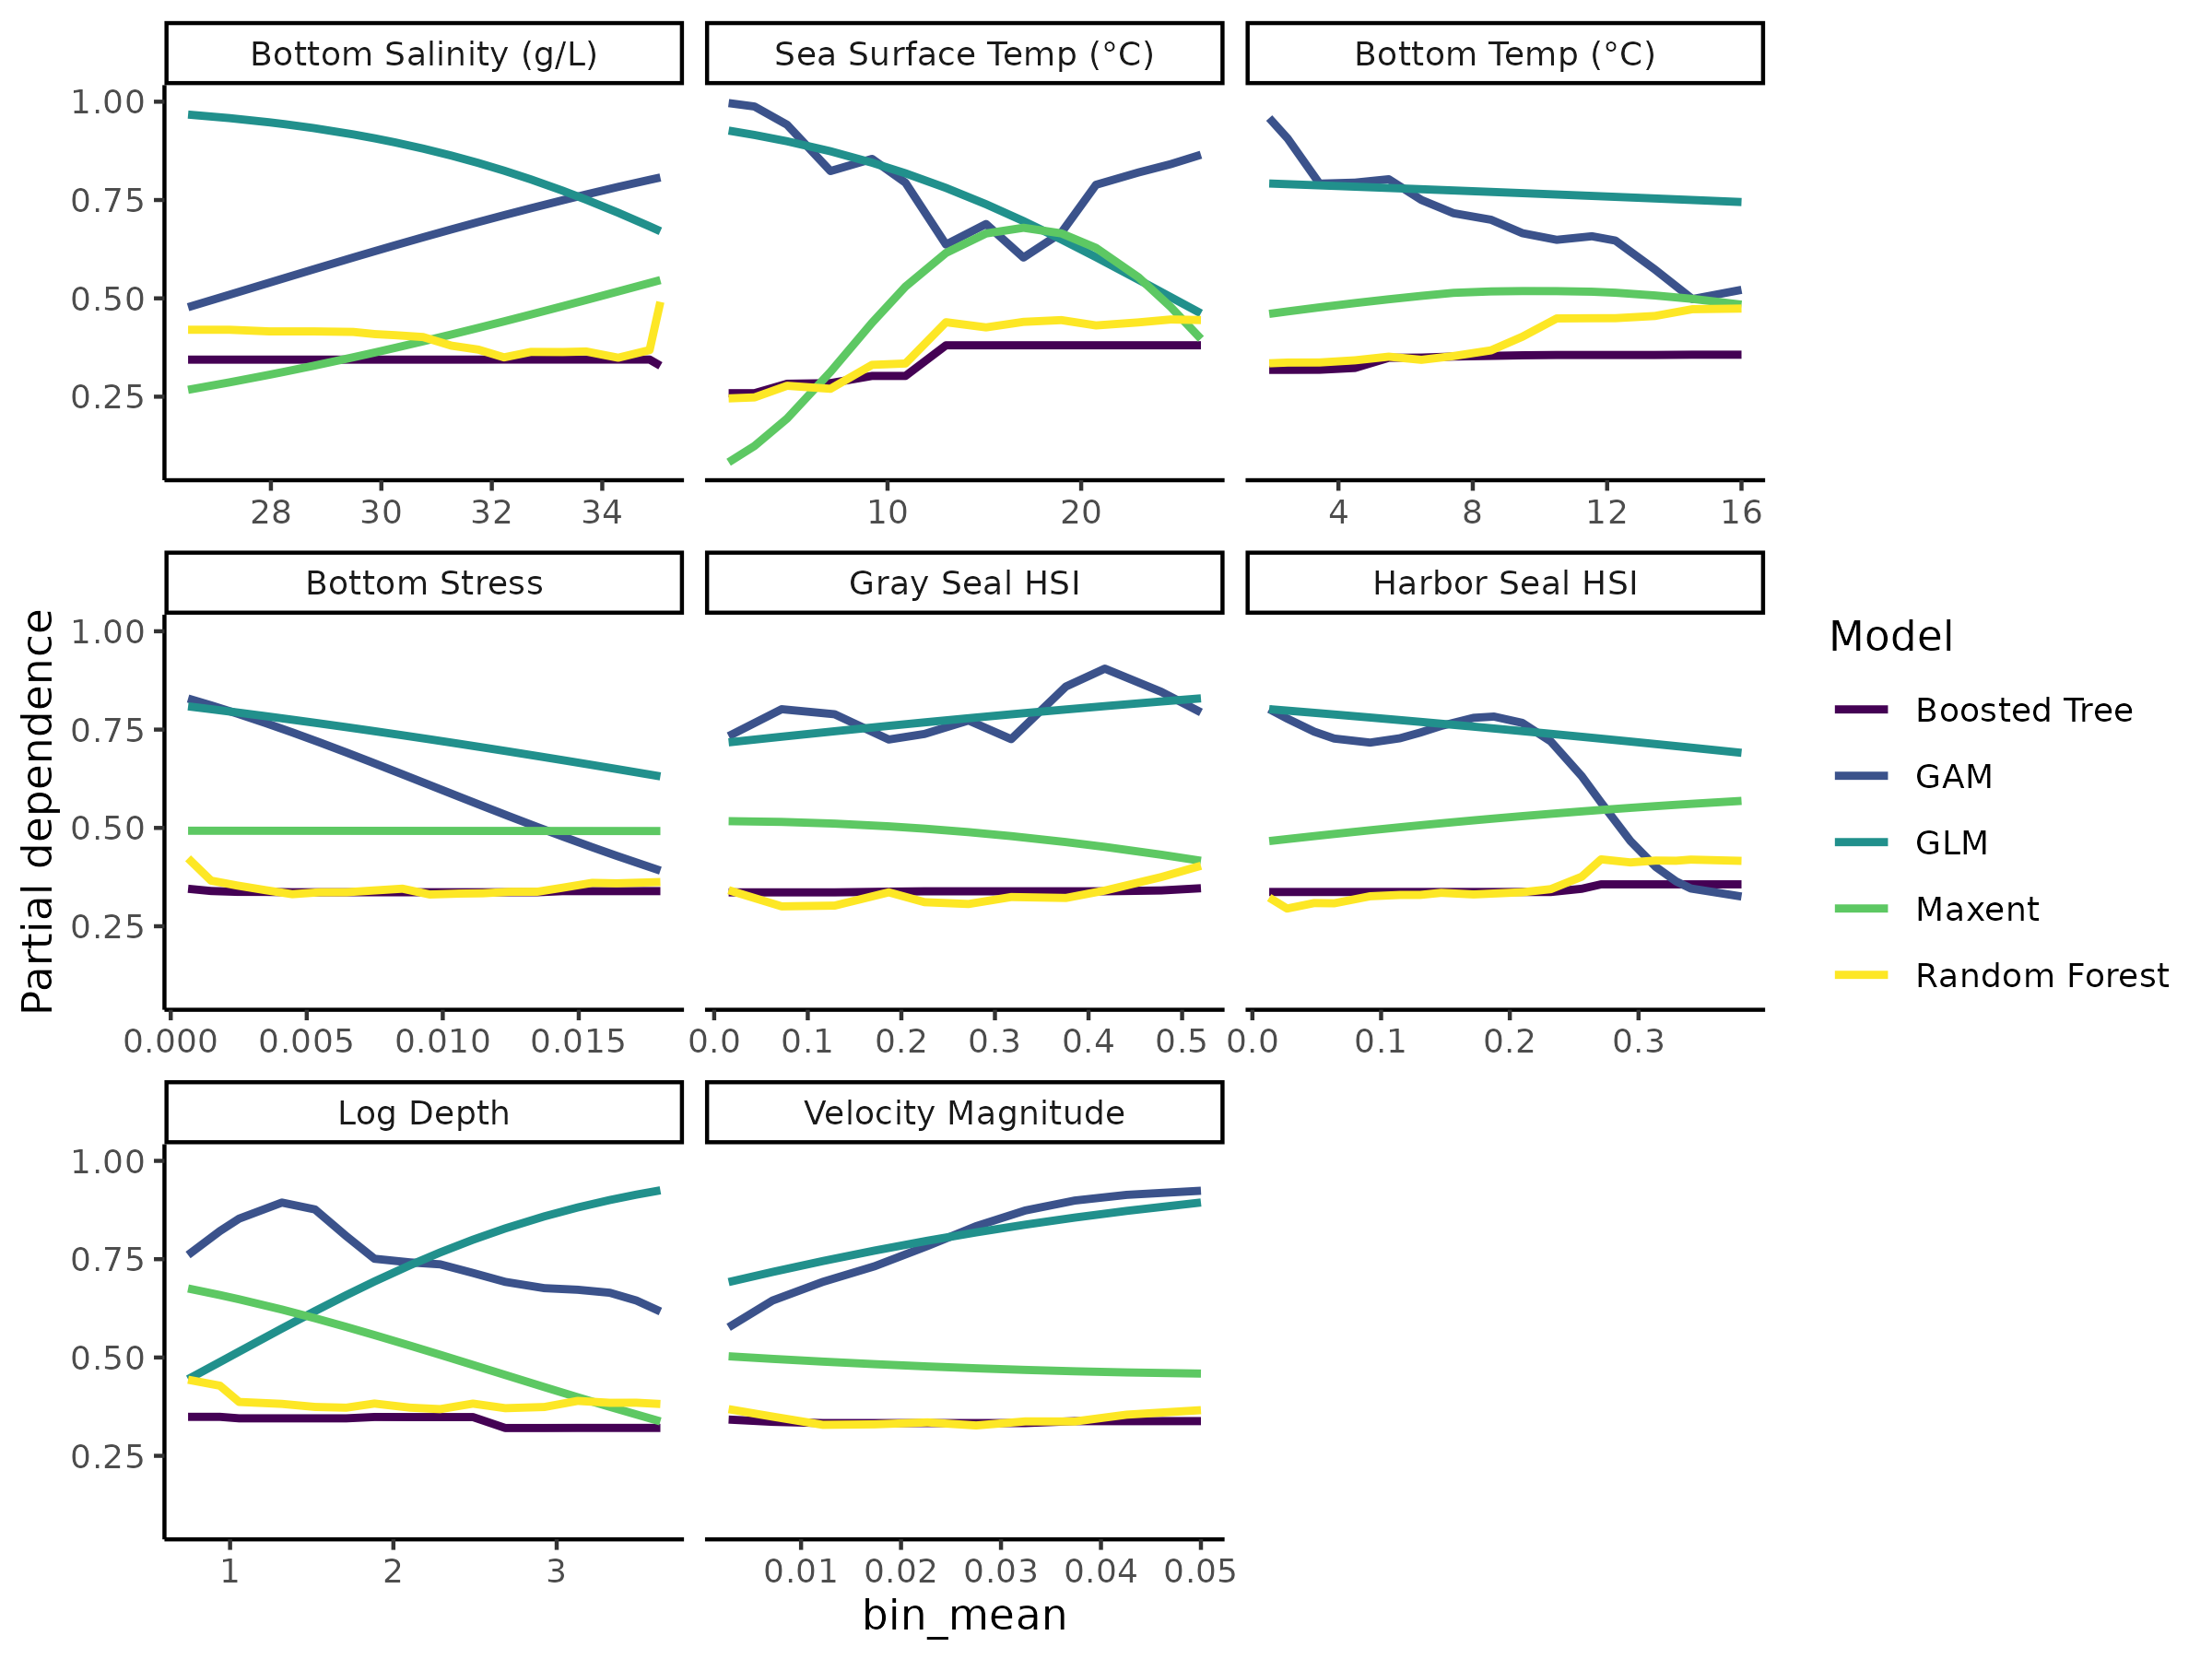 Bottom Salinity (g/L)
Sea Surface Temp (°C)
Bottom Temp (°C)
1.00
0.75
0.50
0.25
28 30 32 34
10 20
4 8 12 16
Bottom Stress
Gray Seal HSI
Harbor Seal HSI
1.00
0.75
0.50
0.25
0.000 0.005 0.010 0.015
0.0 0.1 0.2 0.3 0.4 0.5
0.0 0.1 0.2 0.3
Log Depth
Velocity Magnitude
1.00
0.75
0.50
0.25
1 2 3
0.01 0.02 0.03 0.04 0.05
bin_mean
Partial dependence
Model
Boosted Tree
GAM
GLM
Maxent
Random Forest